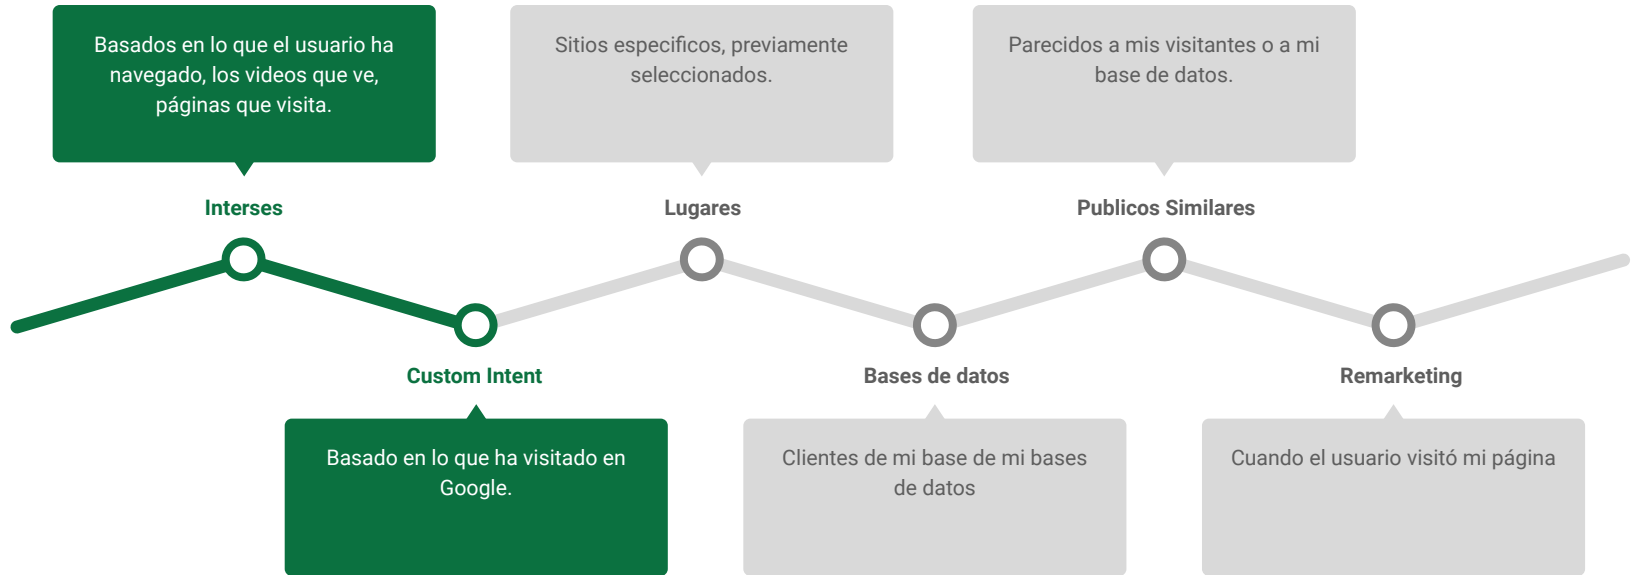 Basados en lo que el usuario ha
navegado, los videos que ve,
páginas que visita.
Interses
Custom Intent
Basado en lo que ha visitado en
Google.
Sitios especificos, previamente
seleccionados.
Lugares
Bases de datos
Clientes de mi base de mi bases
de datos
Parecidos a mis visitantes o a mi
base de datos.
Publicos Similares
Remarketing
Cuando el usuario visitó mi página